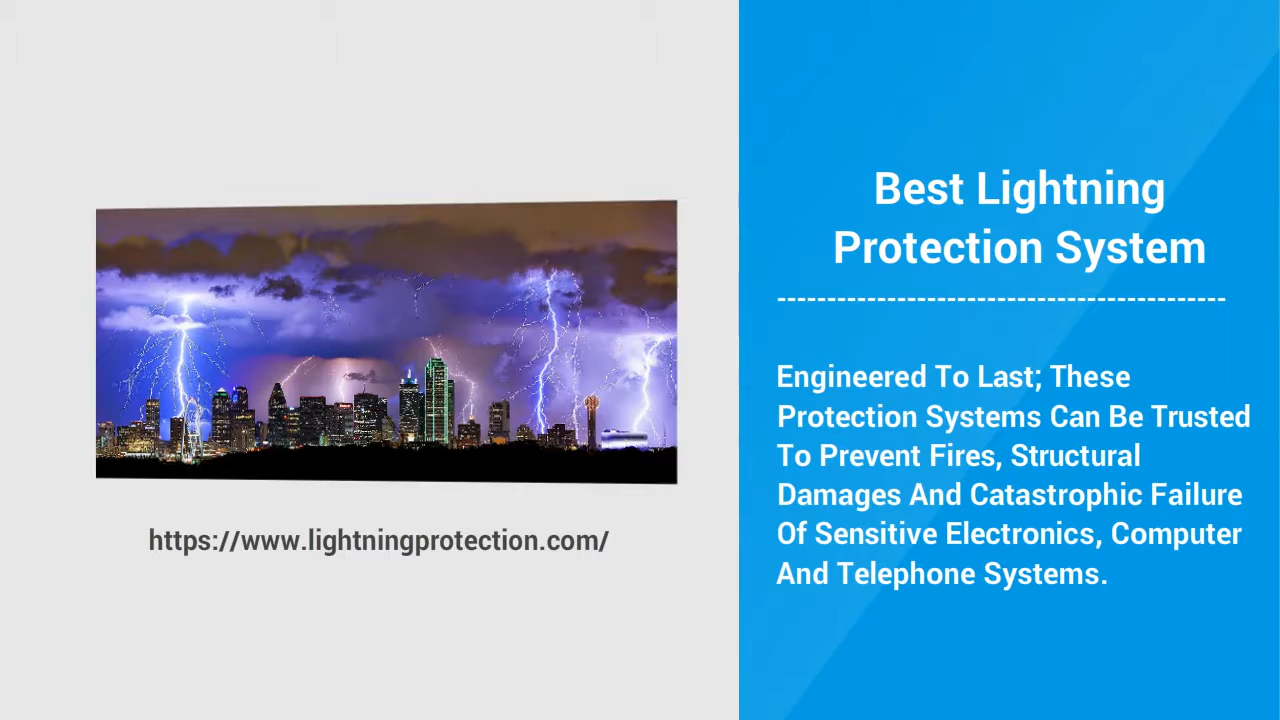 Best Lightning
Protection System
---------------------------------------------
Engineered To Last; These
Protection Systems Can Be Trusted
To Prevent Fires, Structural
Damages And Catastrophic Failure
Of Sensitive Electronics, Computer
And Telephone Systems.
https://www.lightningprotection.com/